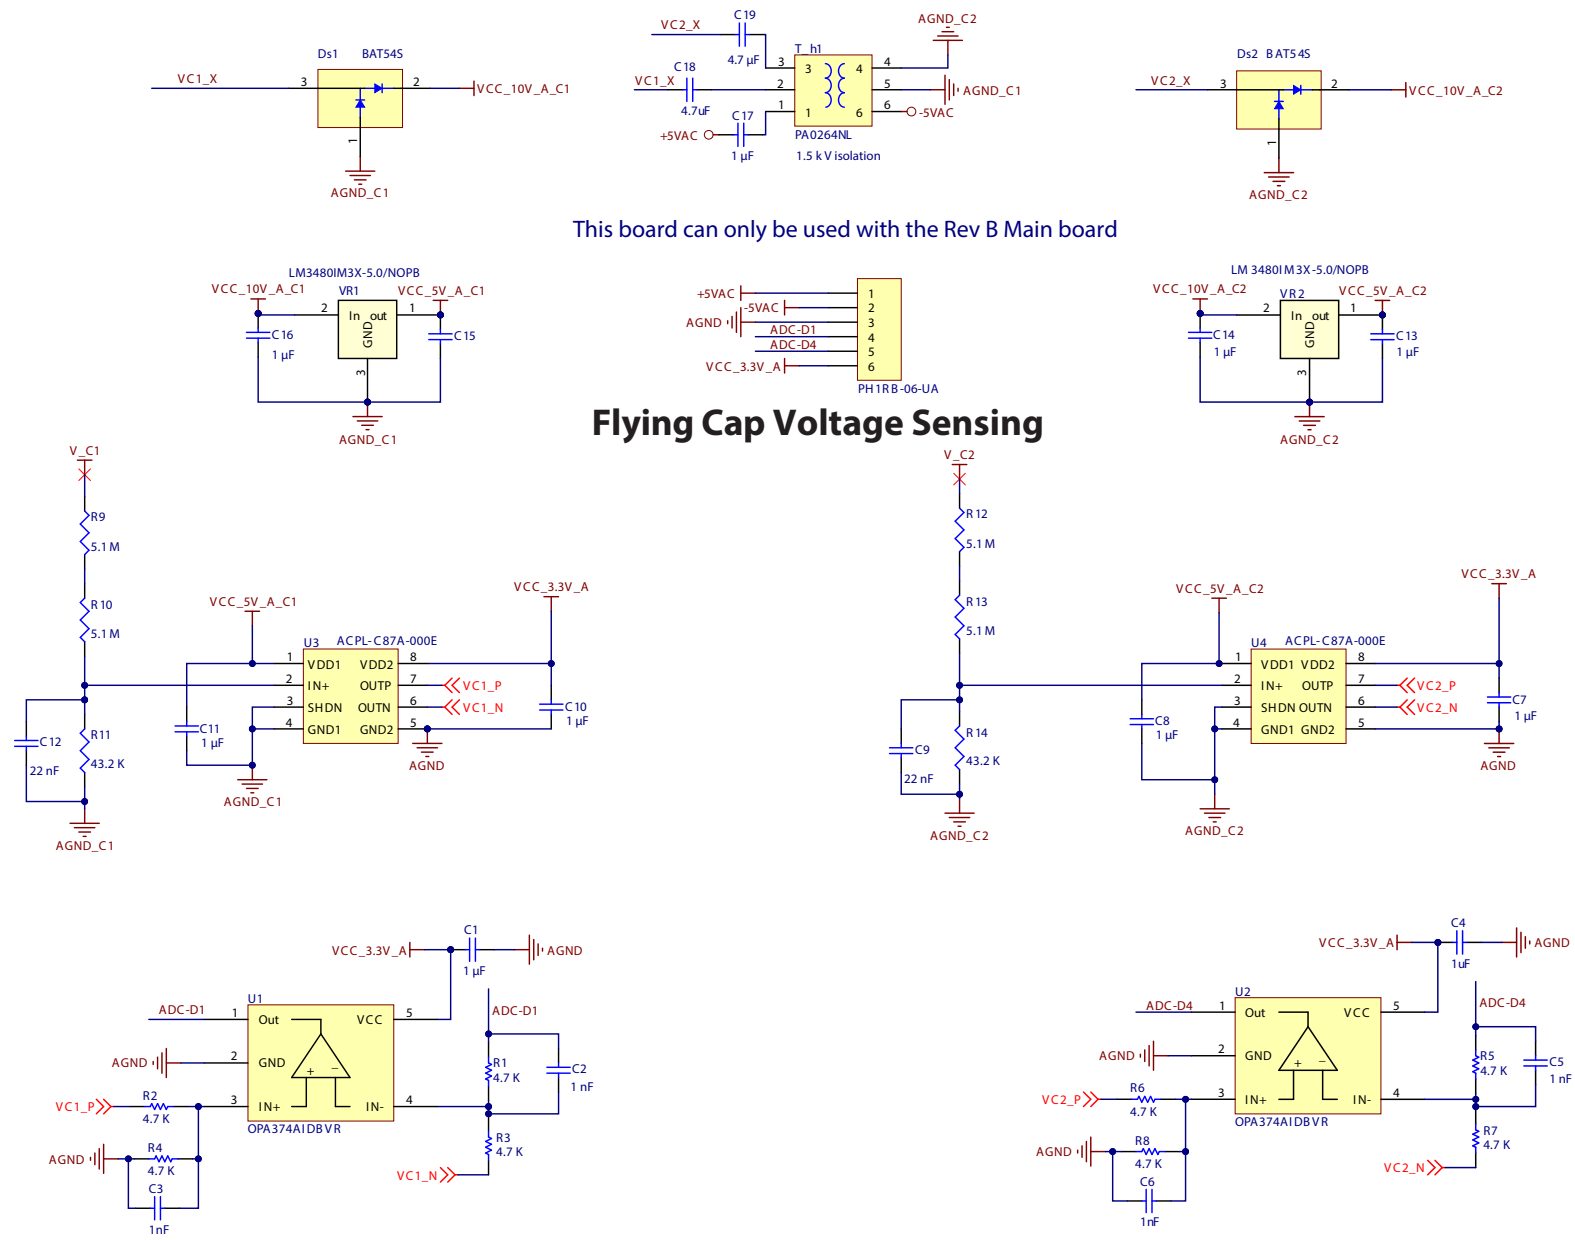 Ds1 BAT54S
VC1_X 3 2 VCC_10V_A_C1
1
AGND_C1
VC2_X C19
4.7 µF
AGND_C2
T_h1
3 3 4 4
C18
VC1_X 2 5 AGND_C1
4.7uF
C17 1 1 6 6 -5VAC
+5VAC
1 µF
PA0264NL
1.5 kV isolation
Ds2 BAT54S
VC2_X 3 2 VCC_10V_A_C2
1
AGND_C2
This board can only be used with the Rev B Main board
LM3480IM3X-5.0/NOPB
VCC_10V_A_C1 VR1 VCC_5V_A_C1
2 In out 1
GND
C16 C15
1 µF
3
AGND_C1
+5VAC 1
-5VAC 2
AGND 3
ADC-D1 4
ADC-D4 5
VCC_3.3V_A 6
PH1RB-06-UA
LM3480IM3X-5.0/NOPB
VCC_10V_A_C2 VR2 VCC_5V_A_C2
2 In out 1
GND
C14 C13
1 µF 1 µF
3
AGND_C2
Flying Cap Voltage Sensing
V_C1
R9
5.1 M
R10
5.1 M
VCC_5V_A_C1
VCC_3.3V_A
U3 ACPL-C87A-000E
1 VDD1 VDD2 8
2 IN+ OUTP 7 VC1_P
3 SHDN OUTN 6 VC1_N
4 GND1 GND2 5
C10
1 µF
C11
1 µF
R11
43.2 K
C12
22 nF
AGND
AGND_C1
AGND_C1
V_C2
R12
5.1 M
R13
5.1 M
VCC_5V_A_C2
VCC_3.3V_A
U4 ACPL-C87A-000E
1 VDD1 VDD2 8
2 IN+ OUTP 7 VC2_P
3 SHDN OUTN 6 VC2_N
4 GND1 GND2 5
C7
1 µF
C8
1 µF
R14
43.2 K
C9
22 nF
AGND
AGND_C2
AGND_C2
C1
VCC_3.3V_A AGND
1 µF
U1
ADC-D1 1 Out VCC 5 ADC-D1
AGND 2 GND
+ −
R1
4.7 K
C2
1 nF
VC1_P R2 3 IN+ IN- 4
4.7 K
OPA374AIDBVR
R4
AGND
4.7 K
C3
1nF
R3
4.7 K
VC1_N
C4
VCC_3.3V_A AGND
1uF
U2
ADC-D4 1 Out VCC 5 ADC-D4
AGND 2 GND
+ −
R5
4.7 K
C5
1 nF
VC2_P R6 3 IN+ IN- 4
4.7 K
OPA374AIDBVR
R8
AGND
4.7 K
C6
1nF
R7
4.7 K
VC2_N